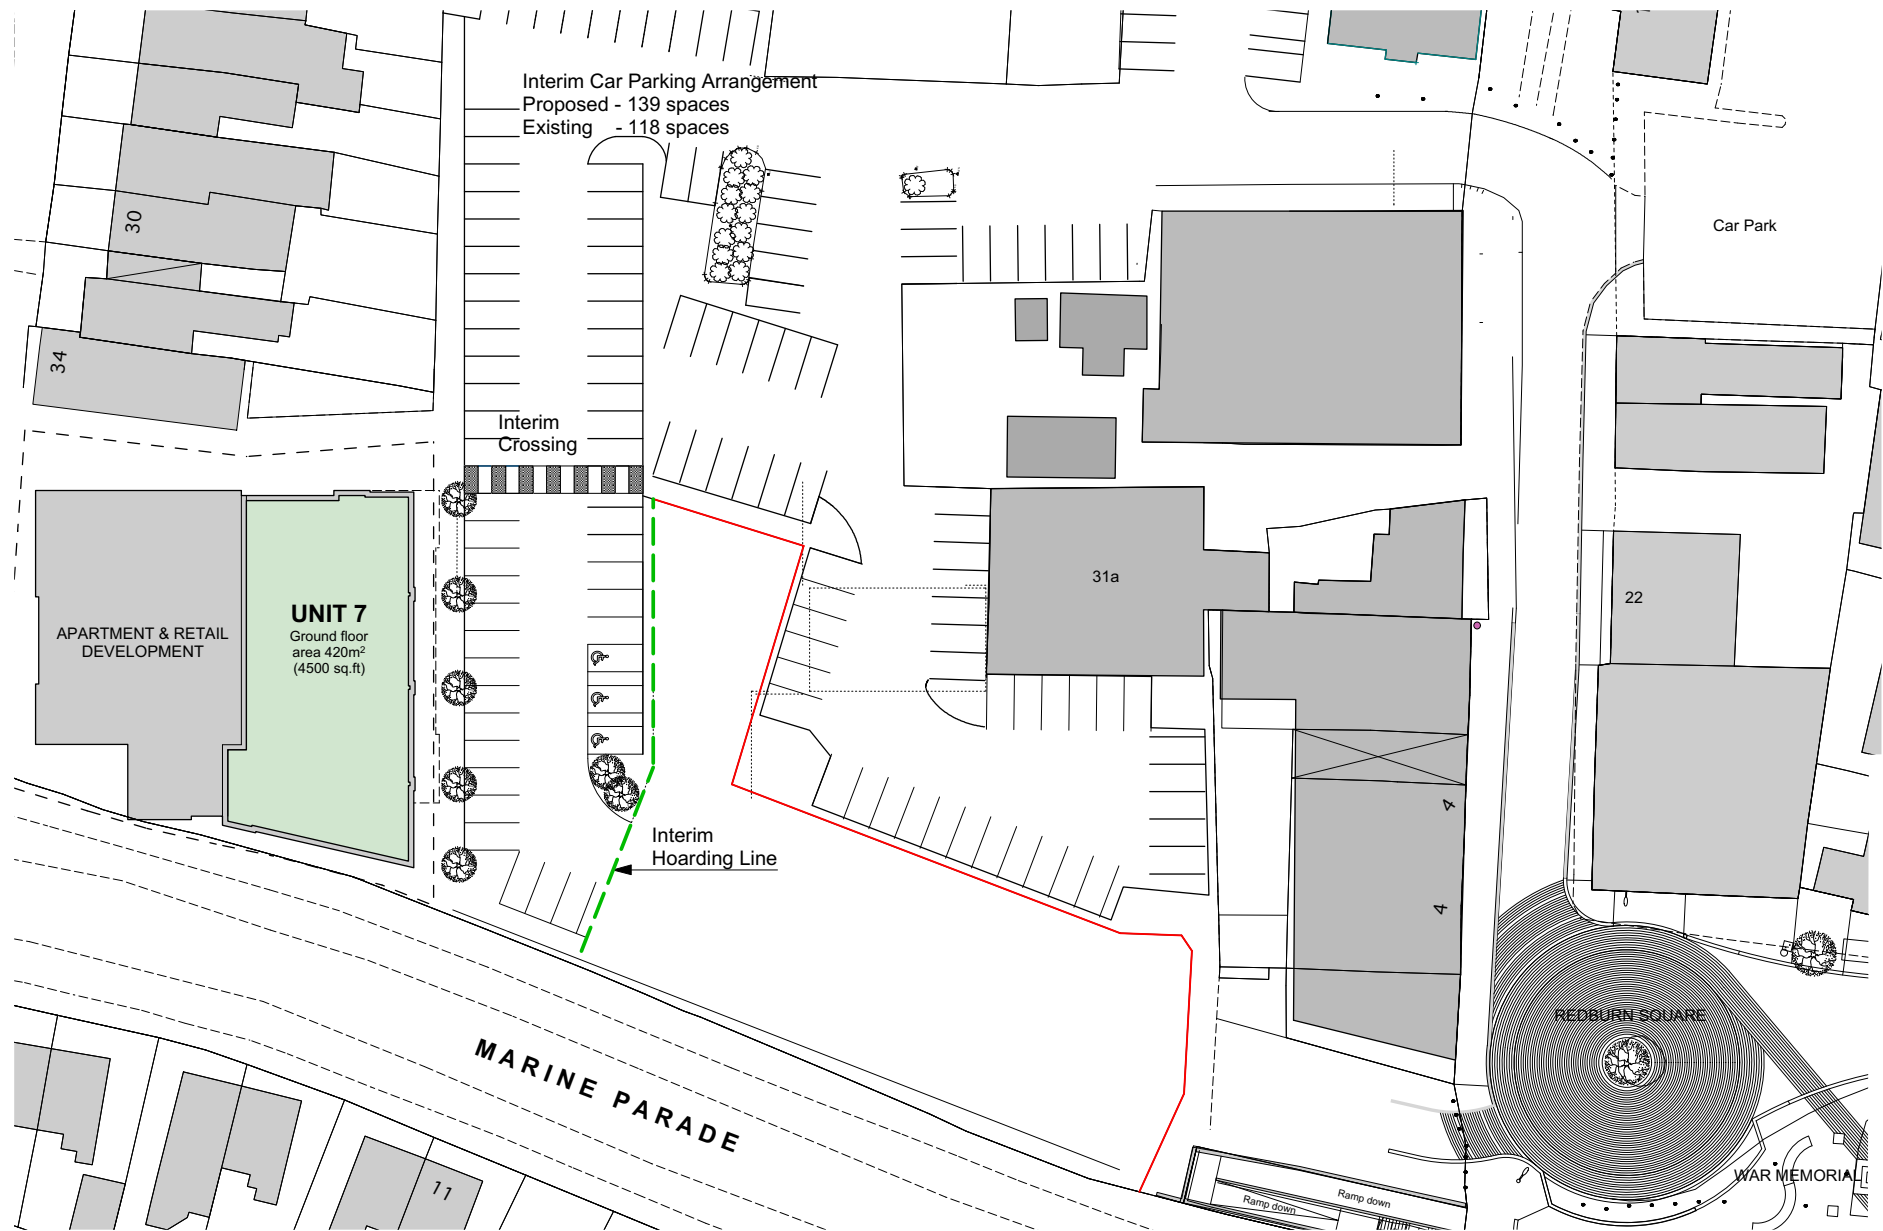 Interim Car Parking Arrangement
Proposed - 139 spaces
Existing - 118 spaces
30
34
Car Park
Interim
Crossing
UNIT 7
Ground floor
area 420m²
(4500 sq.ft)
APARTMENT & RETAIL
DEVELOPMENT
31a
22
4
4
Interim
Hoarding Line
MARINE PARADE
REDBURN SQUARE
WAR MEMORIAL
Ramp down
Ramp down
11